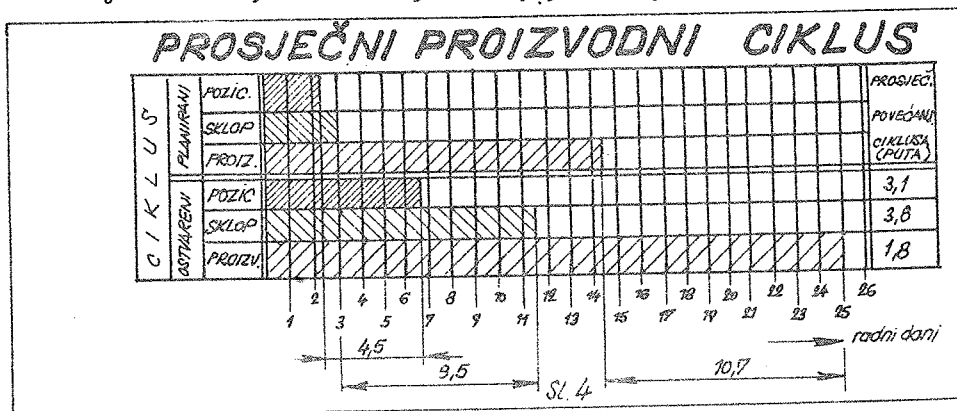 PROSJEČNI PROIZVODNI CIKLUS
CIKLUS
PLANIRANI
POZIC.
SKLOP
PROIZ.
PROSJEČ.
POVEĆANJ.
CIKLUSA
(PUTA)
OSTVARENI
POZIC 3,1
SKLOP 3,8
PROIZV. 1,8
2 4 6 8 10 12 14 16 18 20 22 24 26
1 3 5 7 9 11 13 15 17 19 21 23 25
radni dani
4,5
9,5
10,7
SL. 4